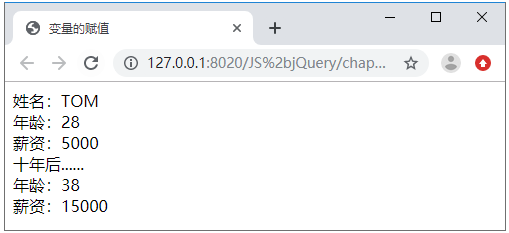 变量的赋值
127.0.0.1:8020/JS%2bjQuery/chap...
姓名：TOM
年龄：28
薪资：5000
十年后......
年龄：38
薪资：15000